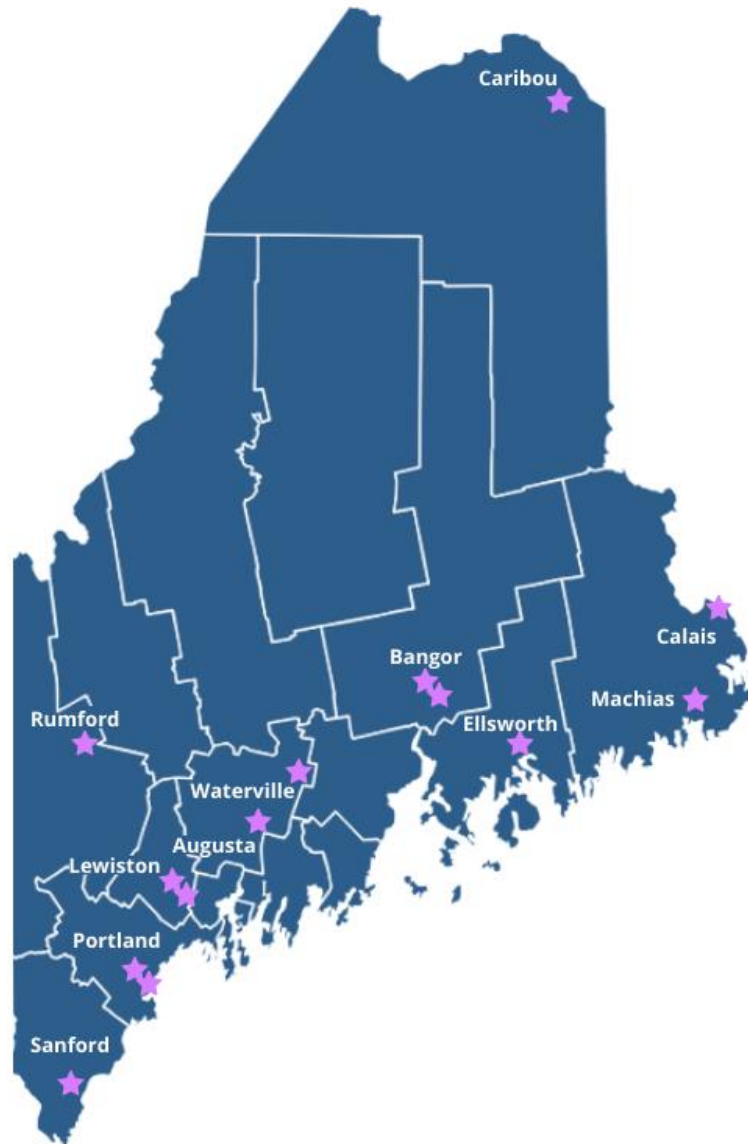 Caribou
Calais
Bangor
Machias
Rumford
Ellsworth
Waterville
Augusta
Lewiston
Portland
Sanford